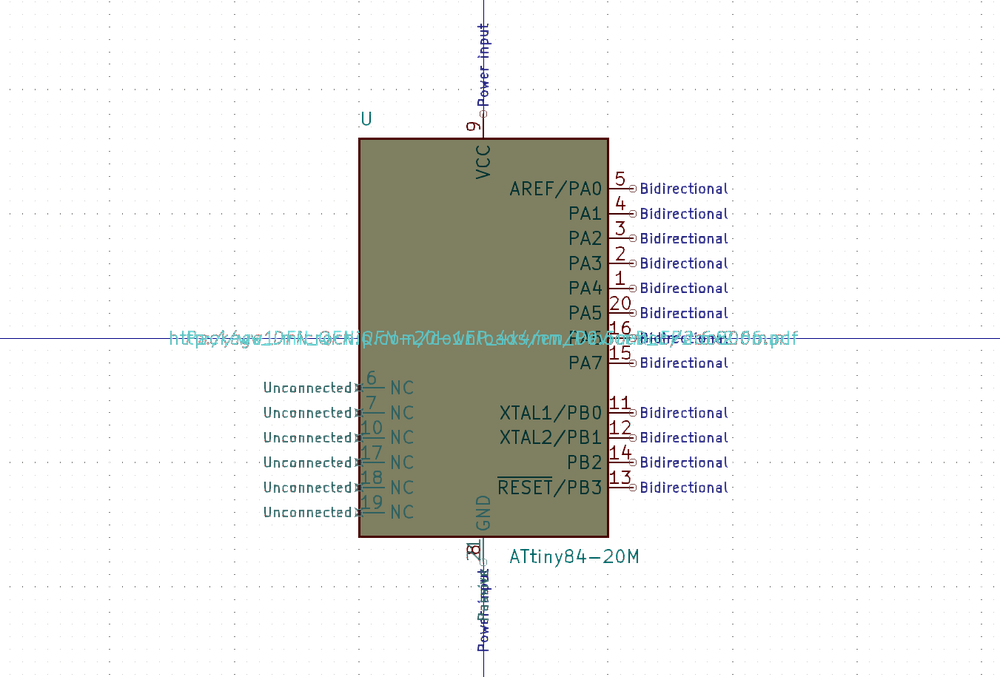 Power input
9
U
VCC
AREF/PA0 5 Bidirectional
PA1 4 Bidirectional
PA2 3 Bidirectional
PA3 2 Bidirectional
PA4 1 Bidirectional
PA5 20 Bidirectional
16
PA7 15 Bidirectional
Unconnected 6 NC
Unconnected 7 NC
XTAL1/PB0 11 Bidirectional
Unconnected 10 NC
XTAL2/PB1 12 Bidirectional
Unconnected 17 NC
PB2 14 Bidirectional
Unconnected 18 NC
RESET/PB3 13 Bidirectional
Unconnected 19 NC
GND
8
ATtiny84-20M
Power input